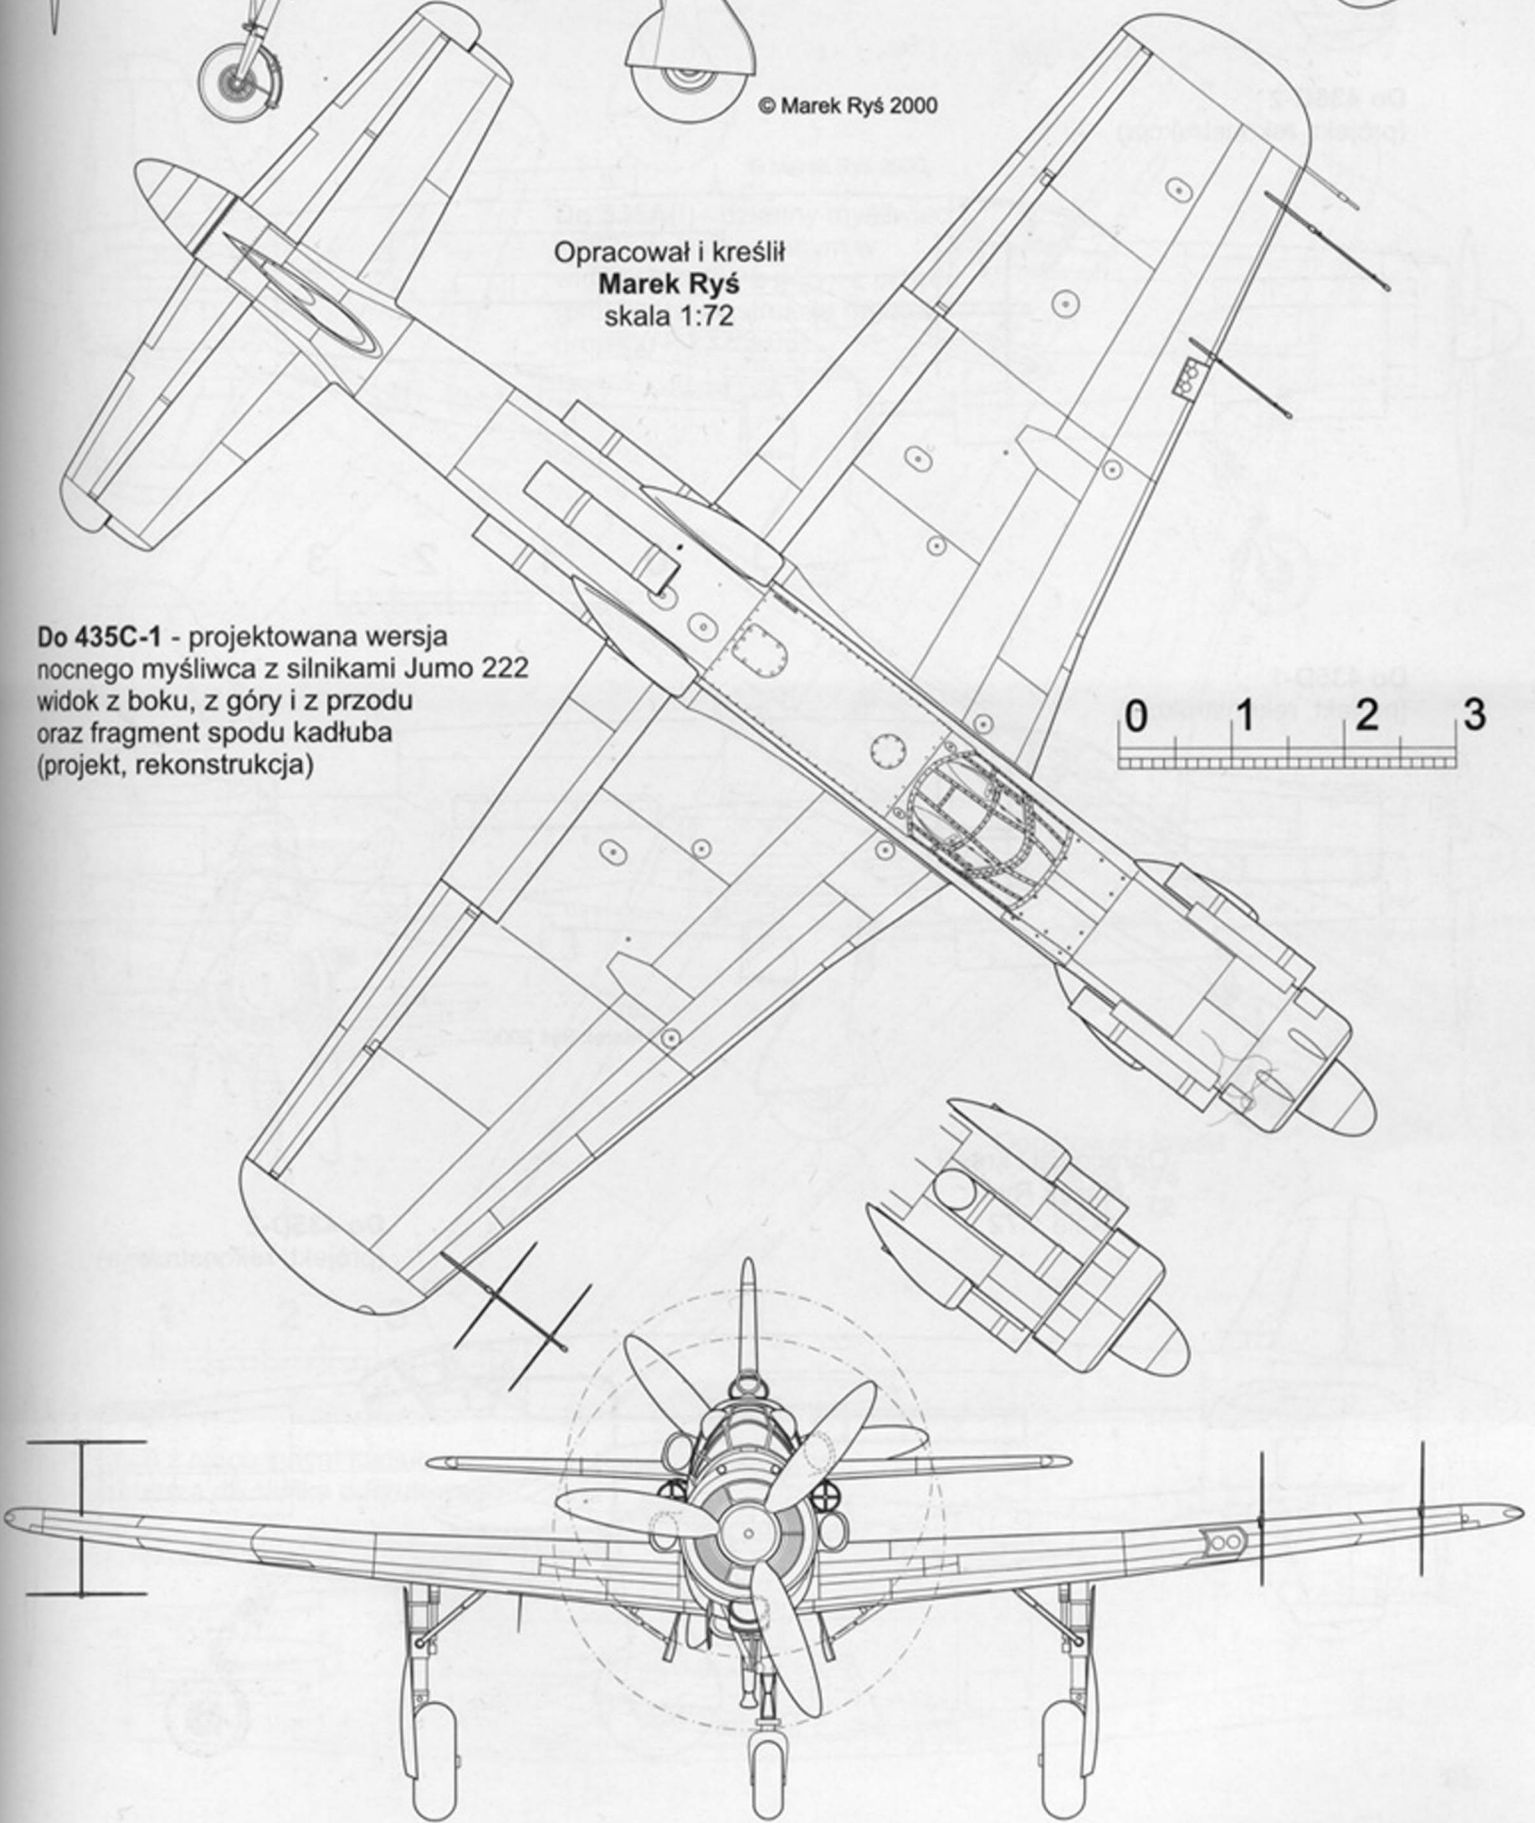 © Marek Ryś 2000
Opracował i kreślił
Marek Ryś
skala 1:72
Do 435C-1 - projektowana wersja
nocnego myśliwca z silnikami Jumo 222
widok z boku, z góry i z przodu
oraz fragment spodu kadłuba
(projekt, rekonstrukcja)
0 1 2 3